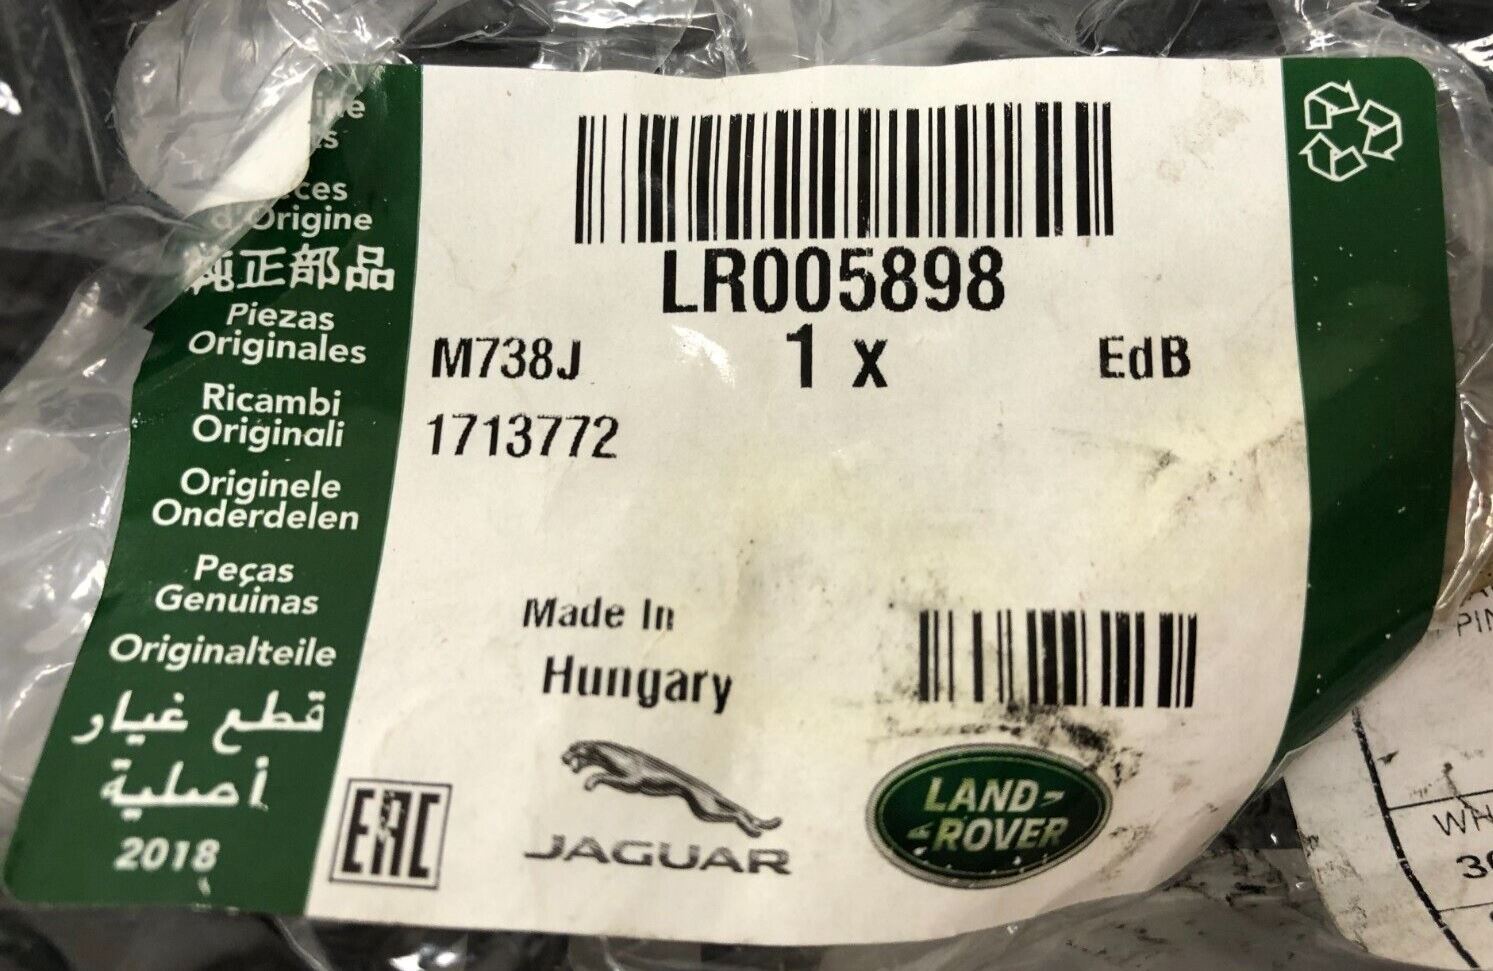 d'Origine
純正部品
Piezas
Originales
Ricambi
Originali
Originele
Onderdelen
Peças
Genuinas
Originalteile
قطع غيار
أصلية
2018
LR005898
M738J 1 x EdB
1713772
Made In
Hungary
EAC
JAGUAR
LAND-
ROVER